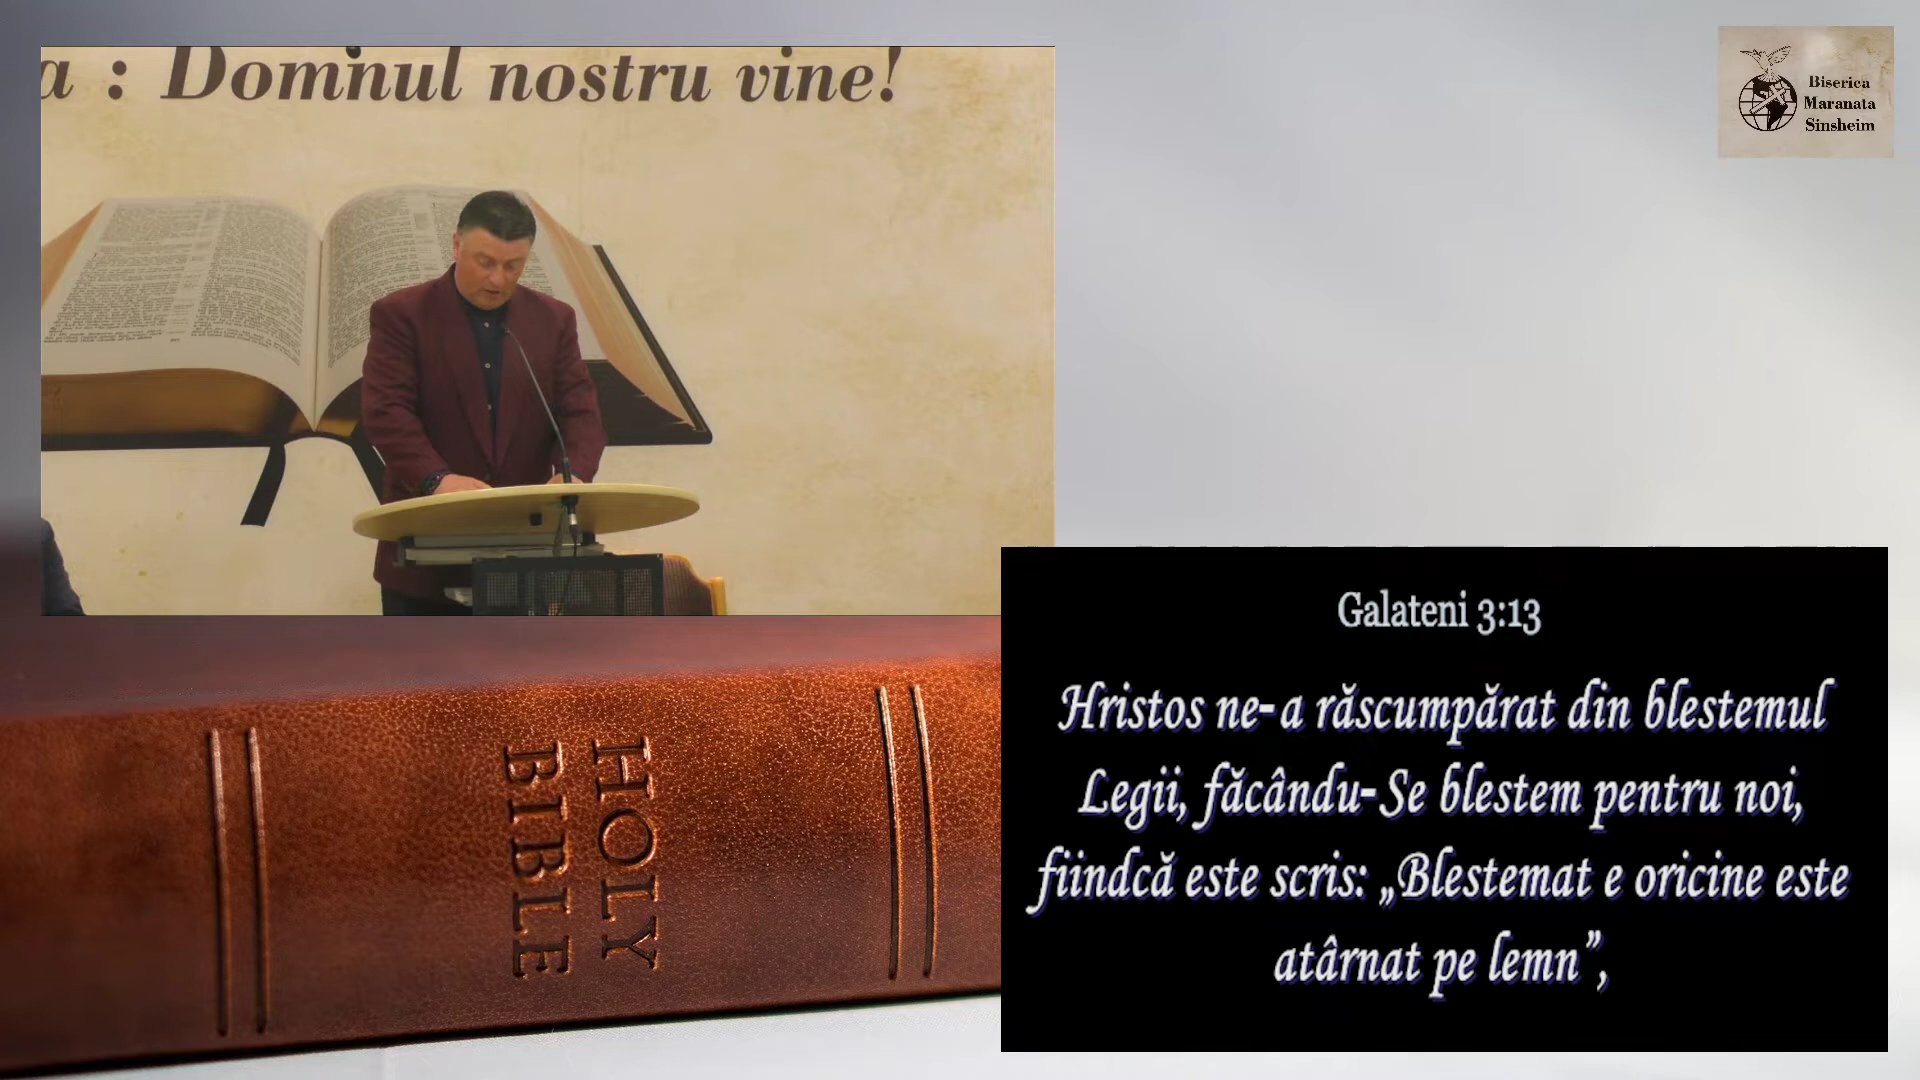 a : Domnul nostru vine!
Biserica
Maranata
Sinsheim
HOLY
BIBLE
Galateni 3:13
Hristos ne-a răscumpărat din blestemul
Legii, făcându-Se blestem pentru noi,
fiindcă este scris: „Blestemat e oricine este
atârnat pe lemn”,